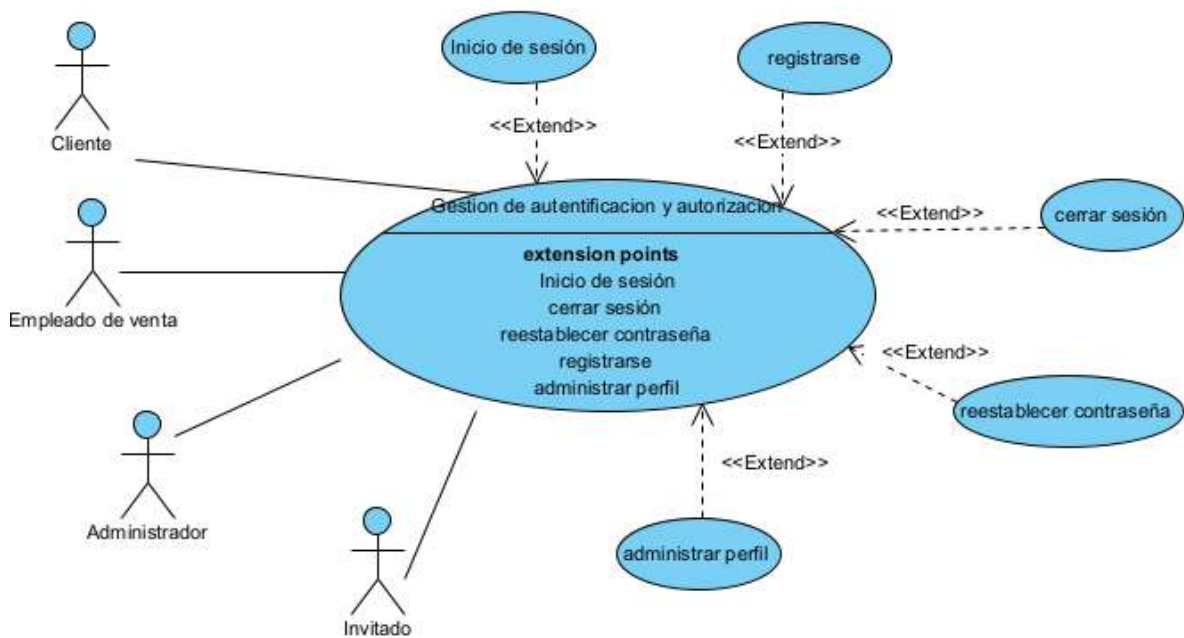 Inicio de sesión
registrarse
<<Extend>>
<<Extend>>
Cliente
Gestion de autentificacion y autorizacion
<<Extend>>
cerrar sesión
extension points
Inicio de sesión
cerrar sesión
reestablecer contraseña
registrarse
administrar perfil
Empleado de venta
<<Extend>>
reestablecer contraseña
<<Extend>>
Administrador
administrar perfil
Invitado